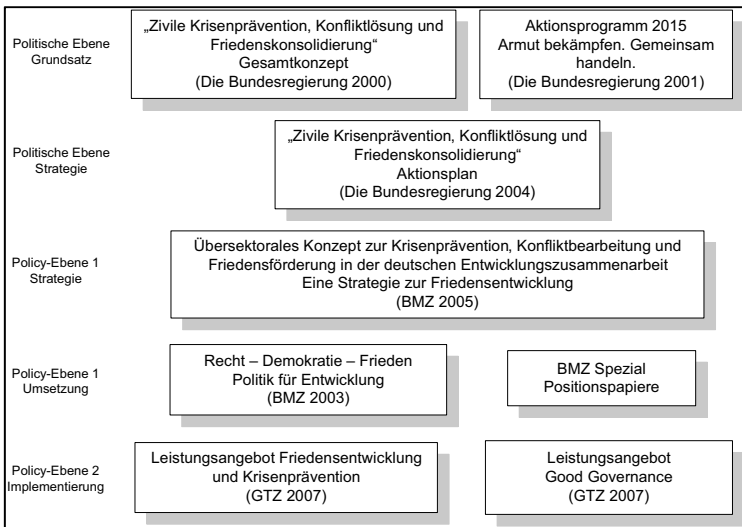 Politische Ebene
Grundsatz
„Zivile Krisenprävention, Konfliktlösung und
Friedenskonsolidierung“
Gesamtkonzept
(Die Bundesregierung 2000)
Aktionsprogramm 2015
Armut bekämpfen. Gemeinsam
handeln.
(Die Bundesregierung 2001)
Politische Ebene
Strategie
„Zivile Krisenprävention, Konfliktlösung und
Friedenskonsolidierung“
Aktionsplan
(Die Bundesregierung 2004)
Policy-Ebene 1
Strategie
Übersektorales Konzept zur Krisenprävention, Konfliktbearbeitung und
Friedensförderung in der deutschen Entwicklungszusammenarbeit
Eine Strategie zur Friedensentwicklung
(BMZ 2005)
Policy-Ebene 1
Umsetzung
Recht – Demokratie – Frieden
Politik für Entwicklung
(BMZ 2003)
BMZ Spezial
Positionspapiere
Policy-Ebene 2
Implementierung
Leistungsangebot Friedensentwicklung
und Krisenprävention
(GTZ 2007)
Leistungsangebot
Good Governance
(GTZ 2007)